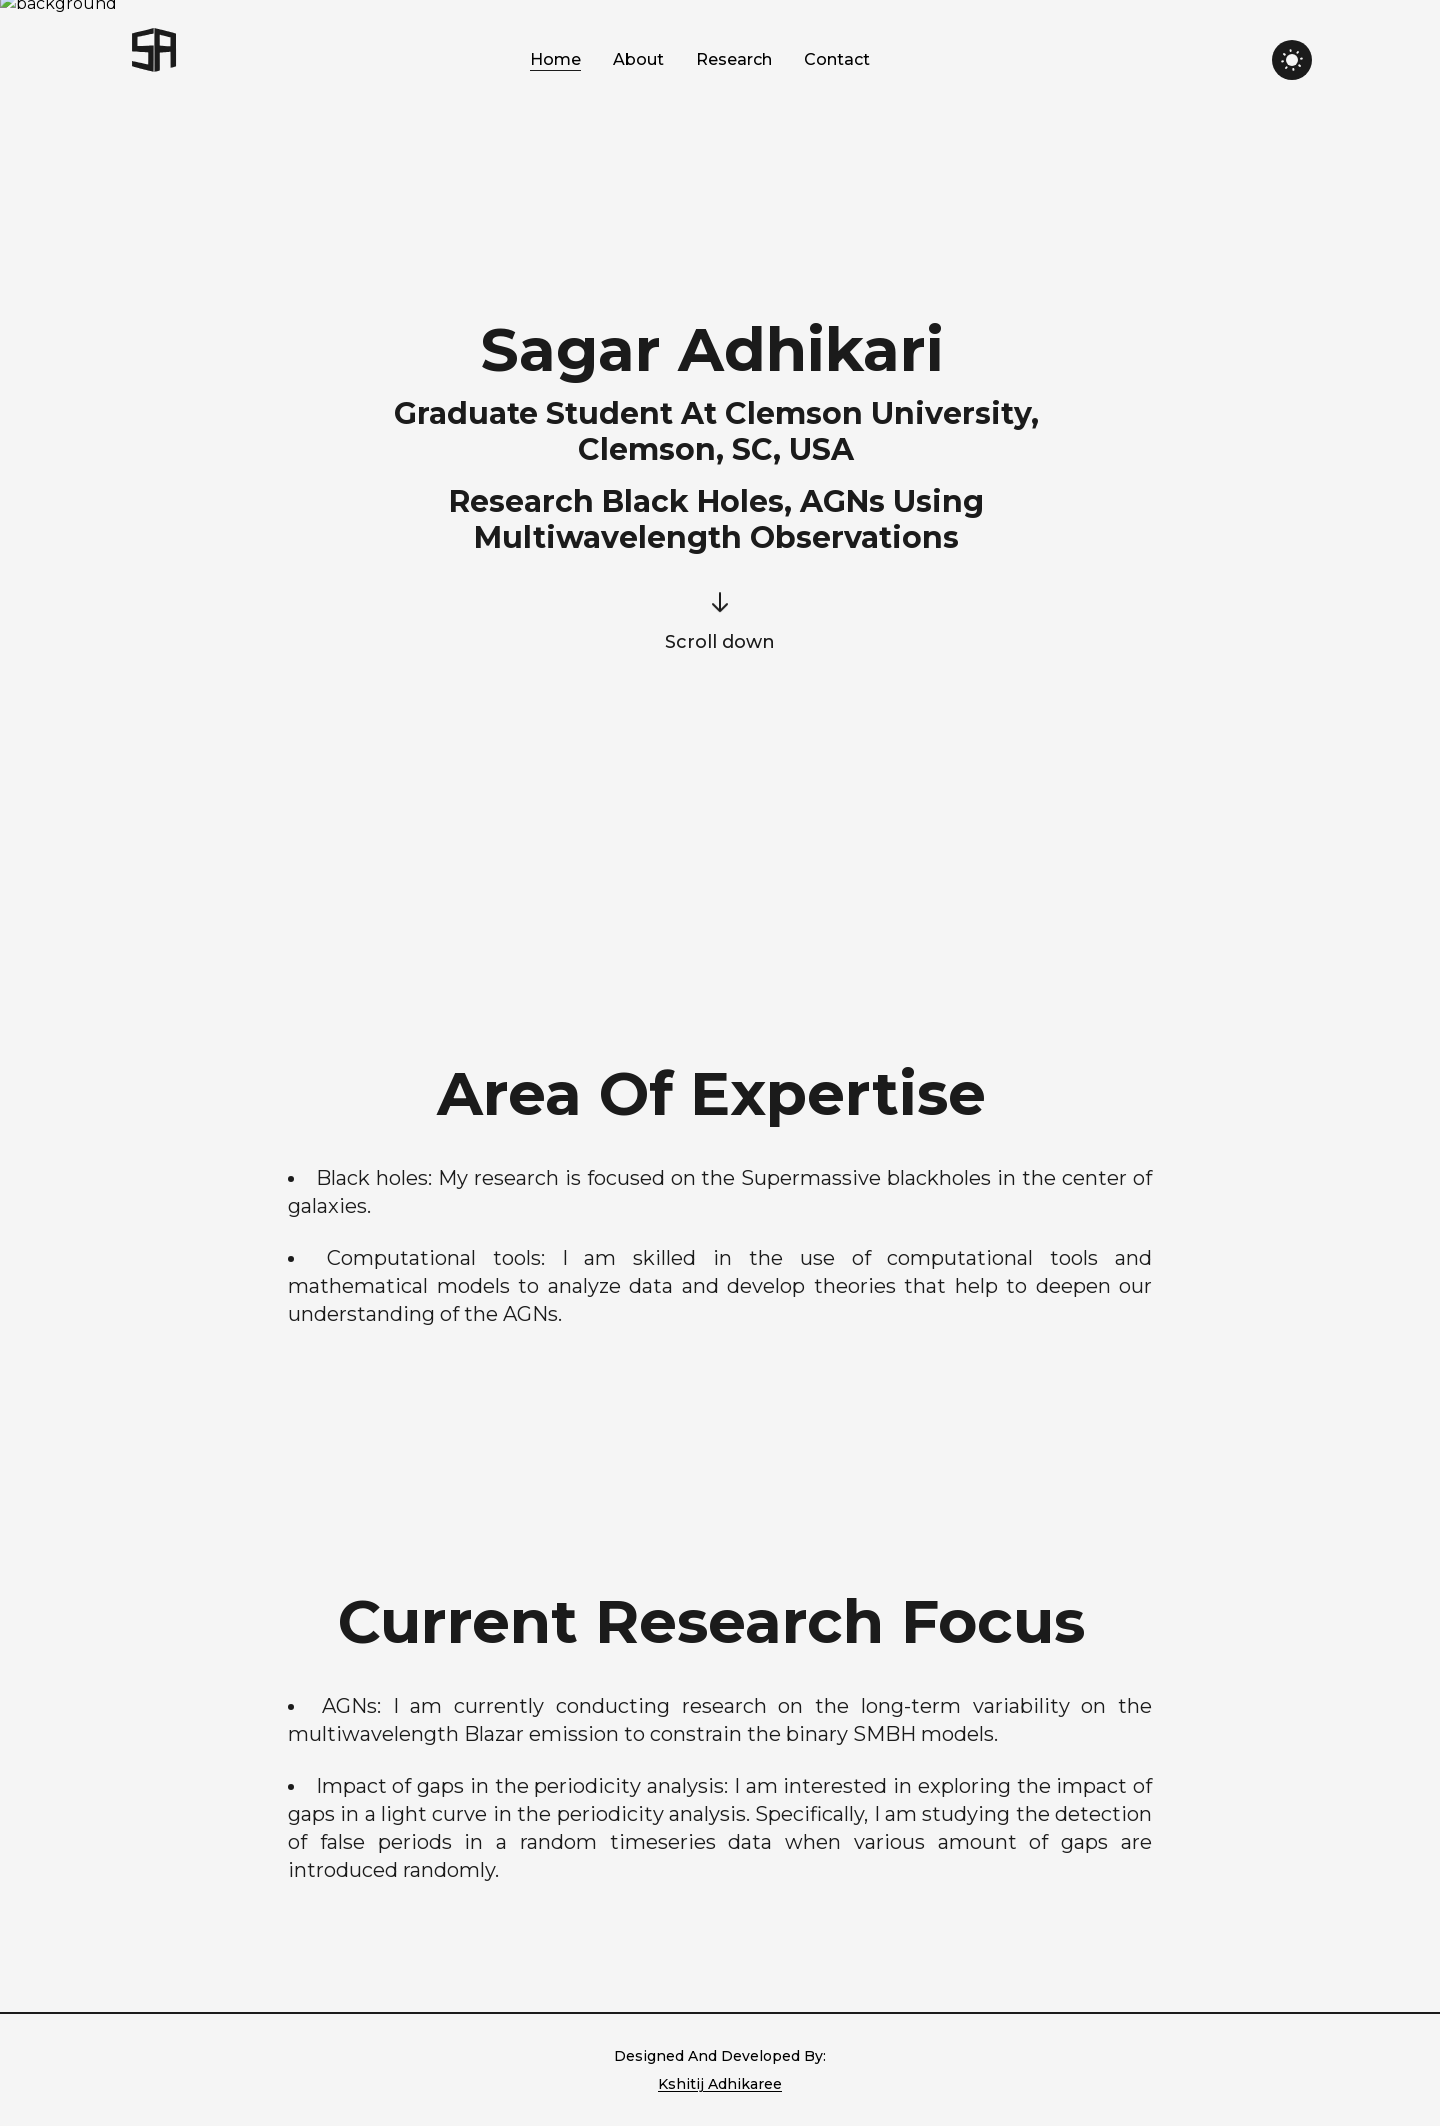 background
SA
Home About Research Contact
Sagar Adhikari
Graduate Student At Clemson University,
Clemson, SC, USA
Research Black Holes, AGNs Using
Multiwavelength Observations
Scroll down
Area Of Expertise
• Black holes: My research is focused on the Supermassive blackholes in the center of
galaxies.
• Computational tools: I am skilled in the use of computational tools and
mathematical models to analyze data and develop theories that help to deepen our
understanding of the AGNs.
Current Research Focus
• AGNs: I am currently conducting research on the long-term variability on the
multiwavelength Blazar emission to constrain the binary SMBH models.
• Impact of gaps in the periodicity analysis: I am interested in exploring the impact of
gaps in a light curve in the periodicity analysis. Specifically, I am studying the detection
of false periods in a random timeseries data when various amount of gaps are
introduced randomly.
Designed And Developed By:
Kshitij Adhikaree